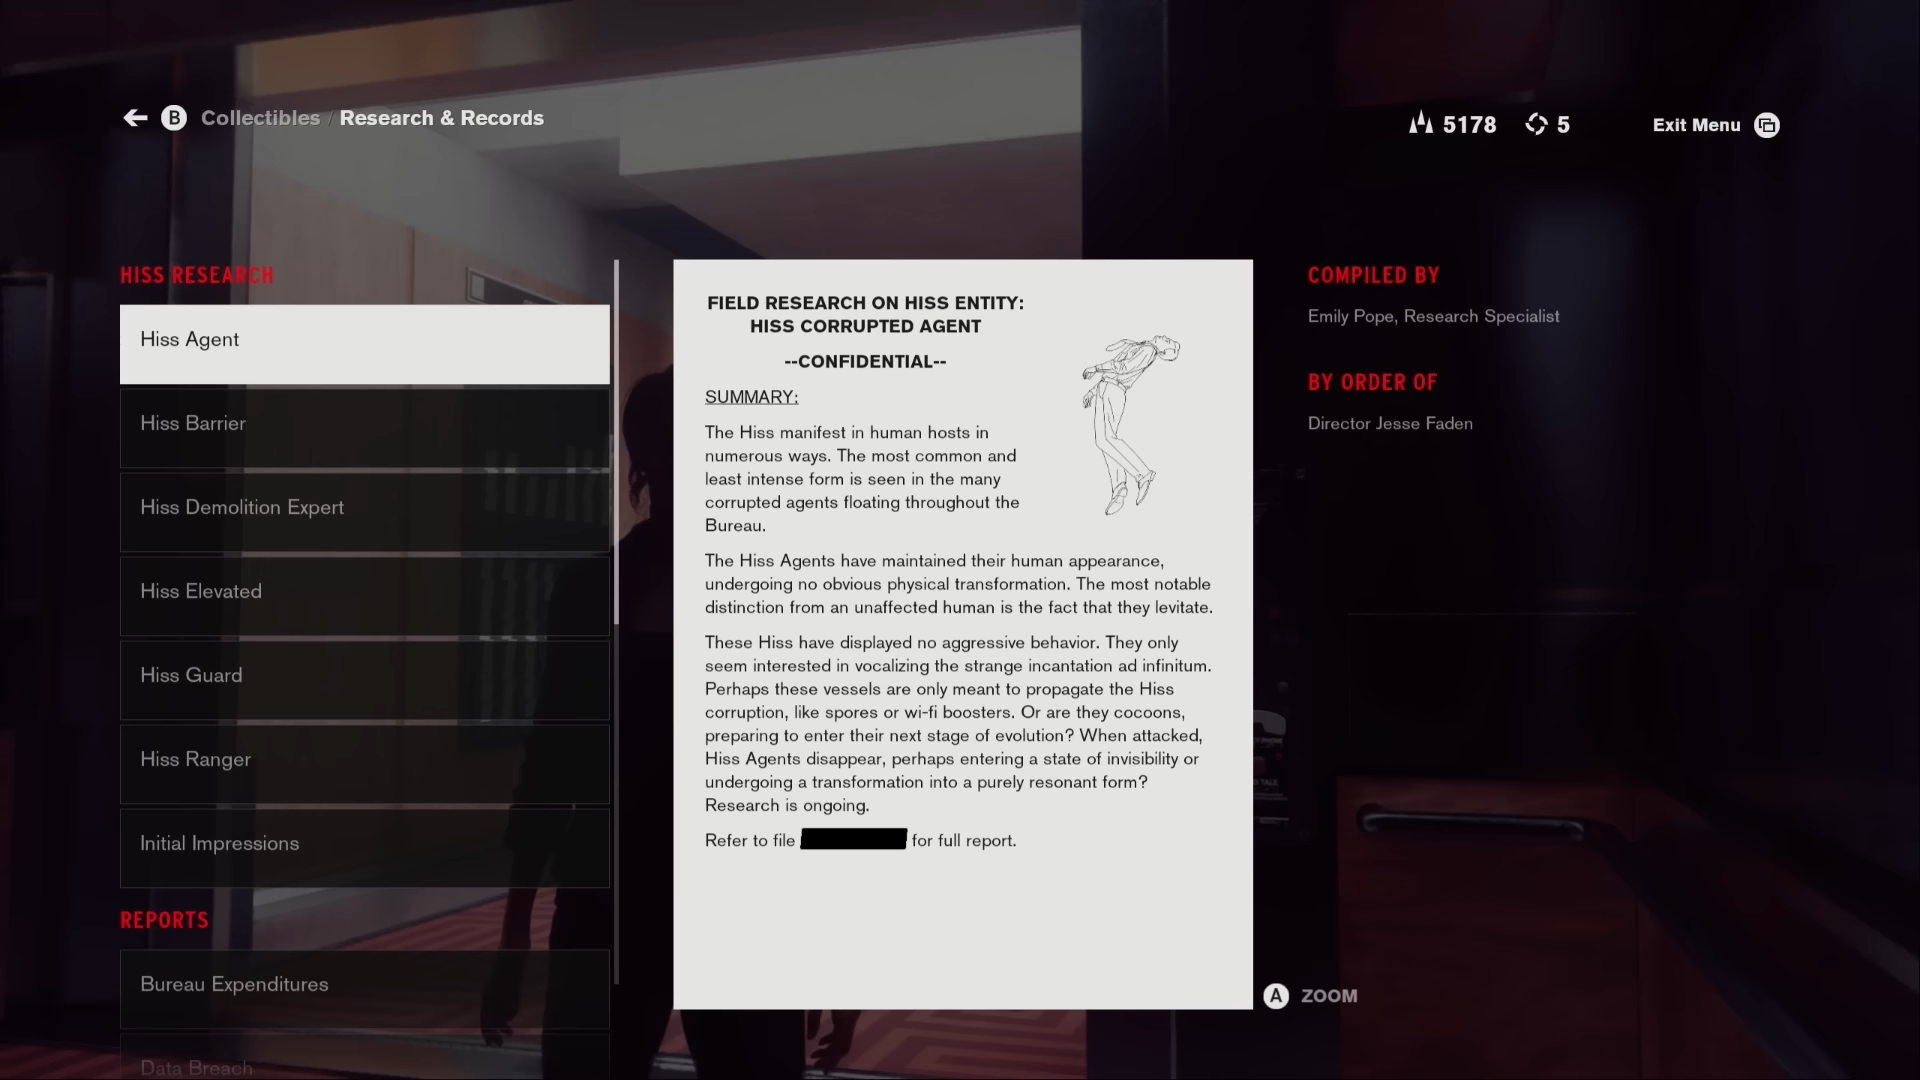 B Collectibles / Research & Records
5178
5
Exit Menu
HISS RESEARCH
Hiss Agent
Hiss Barrier
Hiss Demolition Expert
Hiss Elevated
Hiss Guard
Hiss Ranger
Initial Impressions
REPORTS
Bureau Expenditures
Data Breach
FIELD RESEARCH ON HISS ENTITY:
HISS CORRUPTED AGENT
--CONFIDENTIAL--
SUMMARY:
The Hiss manifest in human hosts in
numerous ways. The most common and
least intense form is seen in the many
corrupted agents floating throughout the
Bureau.
The Hiss Agents have maintained their human appearance,
undergoing no obvious physical transformation. The most notable
distinction from an unaffected human is the fact that they levitate.
These Hiss have displayed no aggressive behavior. They only
seem interested in vocalizing the strange incantation ad infinitum.
Perhaps these vessels are only meant to propagate the Hiss
corruption, like spores or wi-fi boosters. Or are they cocoons,
preparing to enter their next stage of evolution? When attacked,
Hiss Agents disappear, perhaps entering a state of invisibility or
undergoing a transformation into a purely resonant form?
Research is ongoing.
Refer to file for full report.
A ZOOM
COMPILED BY
Emily Pope, Research Specialist
BY ORDER OF
Director Jesse Faden